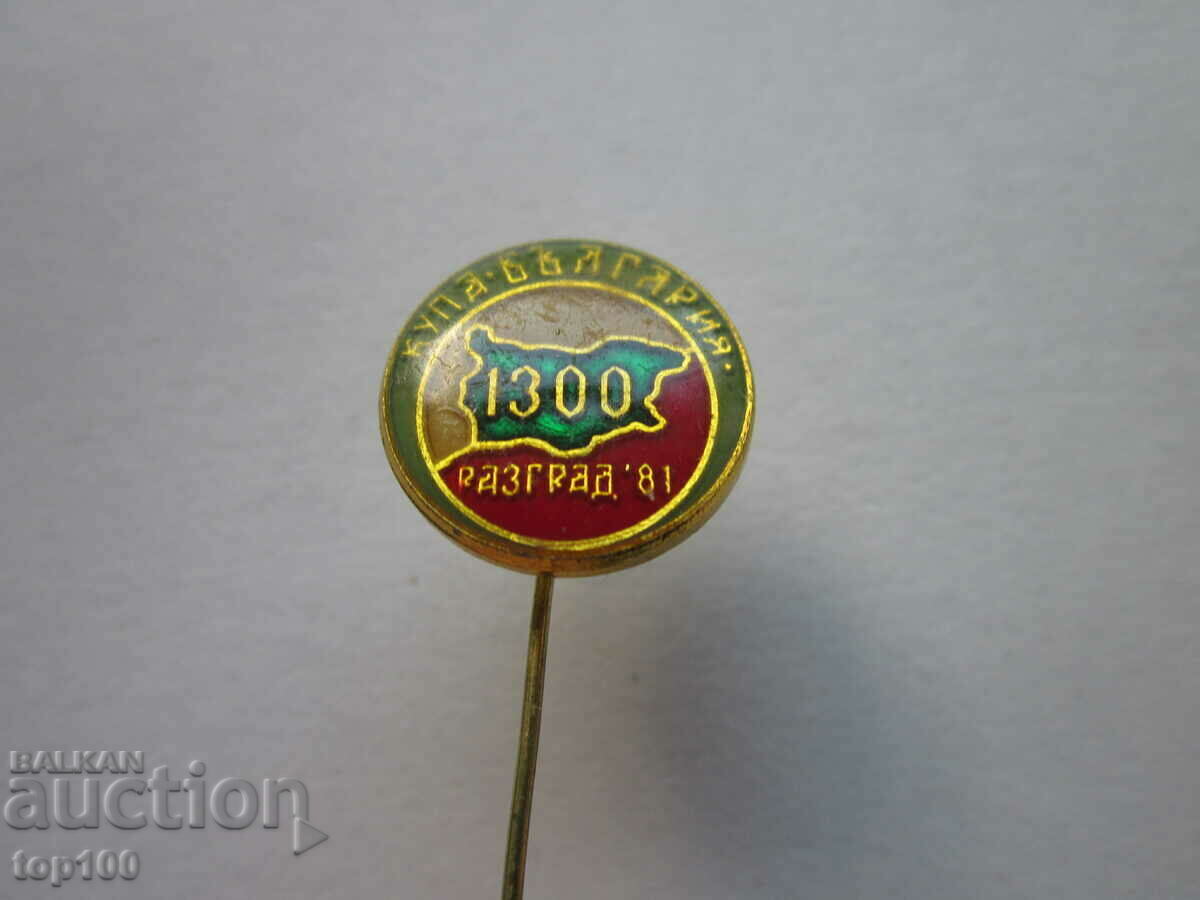 КУПА·БЪЛГАРИЯ·
1300
РАЗГРАД '81
BALKAN
auction
top100